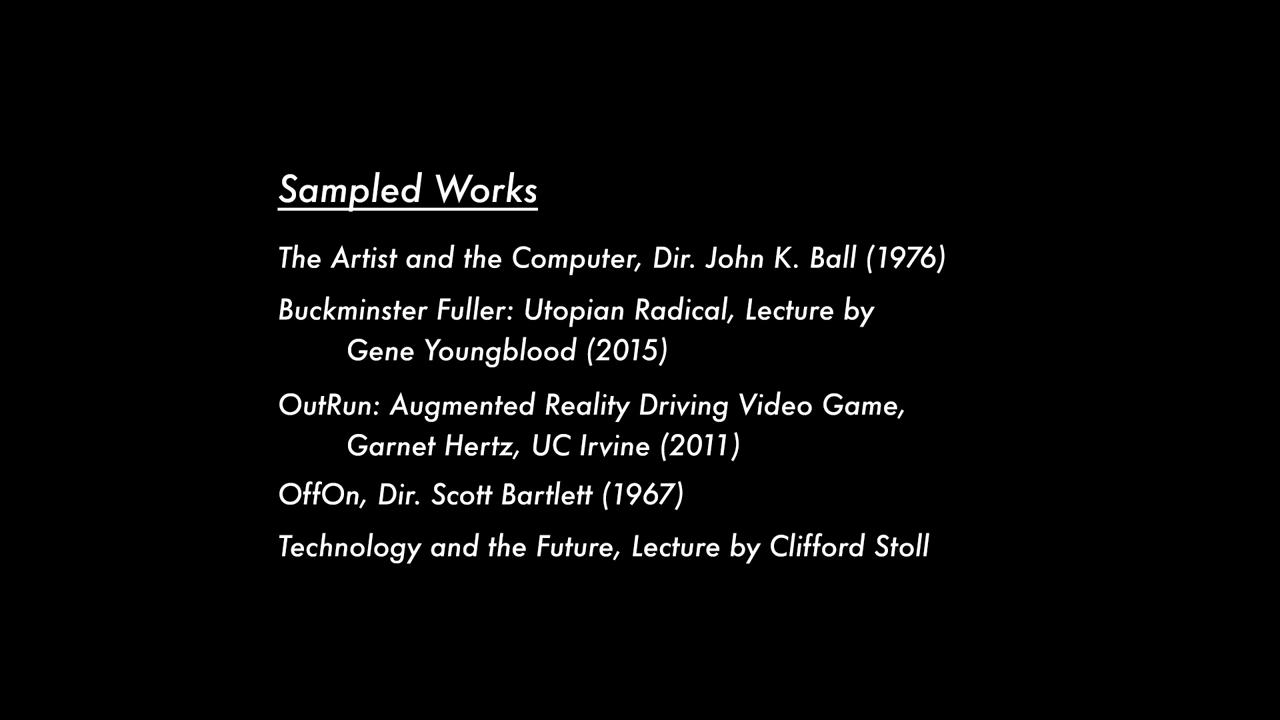 Sampled Works
The Artist and the Computer, Dir. John K. Ball (1976)
Buckminster Fuller: Utopian Radical, Lecture by
Gene Youngblood (2015)
OutRun: Augmented Reality Driving Video Game,
Garnet Hertz, UC Irvine (2011)
OffOn, Dir. Scott Bartlett (1967)
Technology and the Future, Lecture by Clifford Stoll